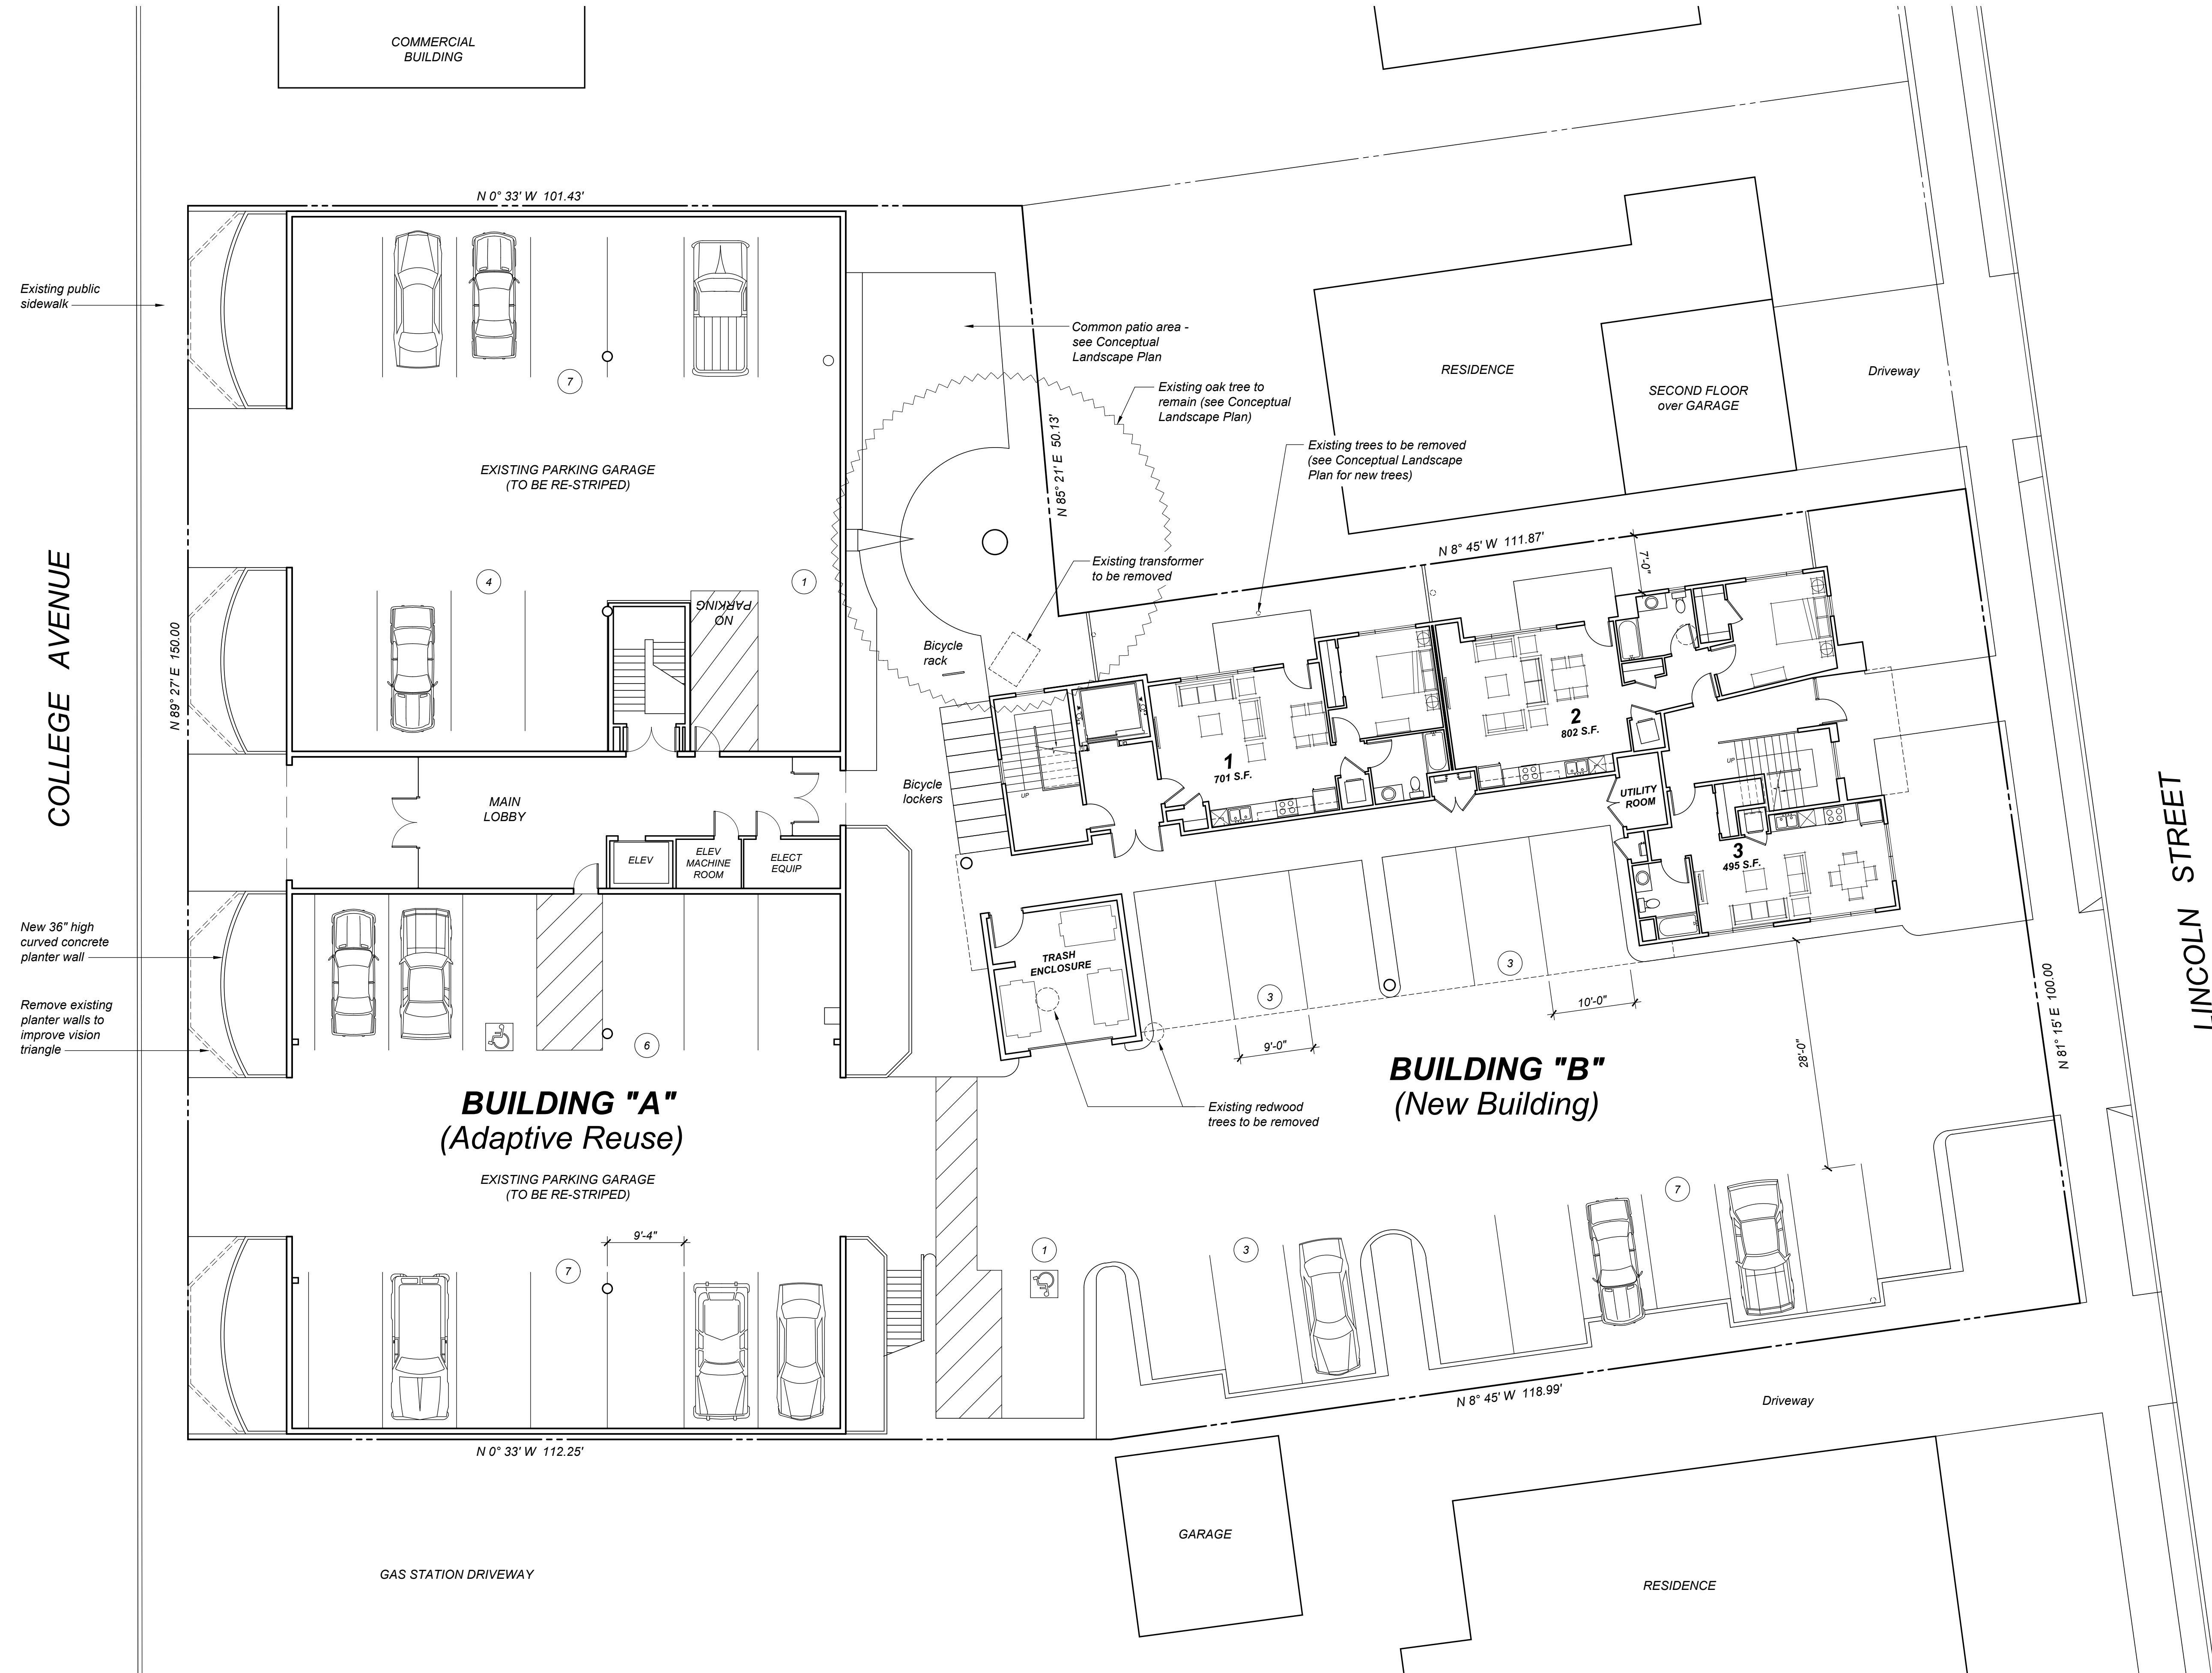 COMMERCIAL
BUILDING
N 0° 33' W 101.43'
Existing public
sidewalk
Common patio area -
see Conceptual
Landscape Plan
Existing oak tree to
remain (see Conceptual
Landscape Plan)
N 85° 21' E 50.13'
Existing trees to be removed
(see Conceptual Landscape
Plan for new trees)
RESIDENCE
SECOND FLOOR
over GARAGE
Driveway
7
EXISTING PARKING GARAGE
(TO BE RE-STRIPED)
COLLEGE AVENUE
N 89° 27' E 150.00
4
1
NO
PARKING
Existing transformer
to be removed
N 8° 45' W 111.87'
7'-0"
Bicycle
rack
Bicycle
lockers
UP
1
701 S.F.
2
802 S.F.
UP
UTILITY
ROOM
3
495 S.F.
LINCOLN STREET
MAIN
LOBBY
ELEV
ELEV
MACHINE
ROOM
ELECT
EQUIP
New 36" high
curved concrete
planter wall
Remove existing
planter walls to
improve vision
triangle
6
TRASH
ENCLOSURE
3
3
9'-0"
10'-0"
28'-0"
N 81° 15' E 100.00
BUILDING "A"
(Adaptive Reuse)
BUILDING "B"
(New Building)
Existing redwood
trees to be removed
EXISTING PARKING GARAGE
(TO BE RE-STRIPED)
9'-4"
7
1
3
7
N 0° 33' W 112.25'
N 8° 45' W 118.99'
Driveway
GARAGE
GAS STATION DRIVEWAY
RESIDENCE